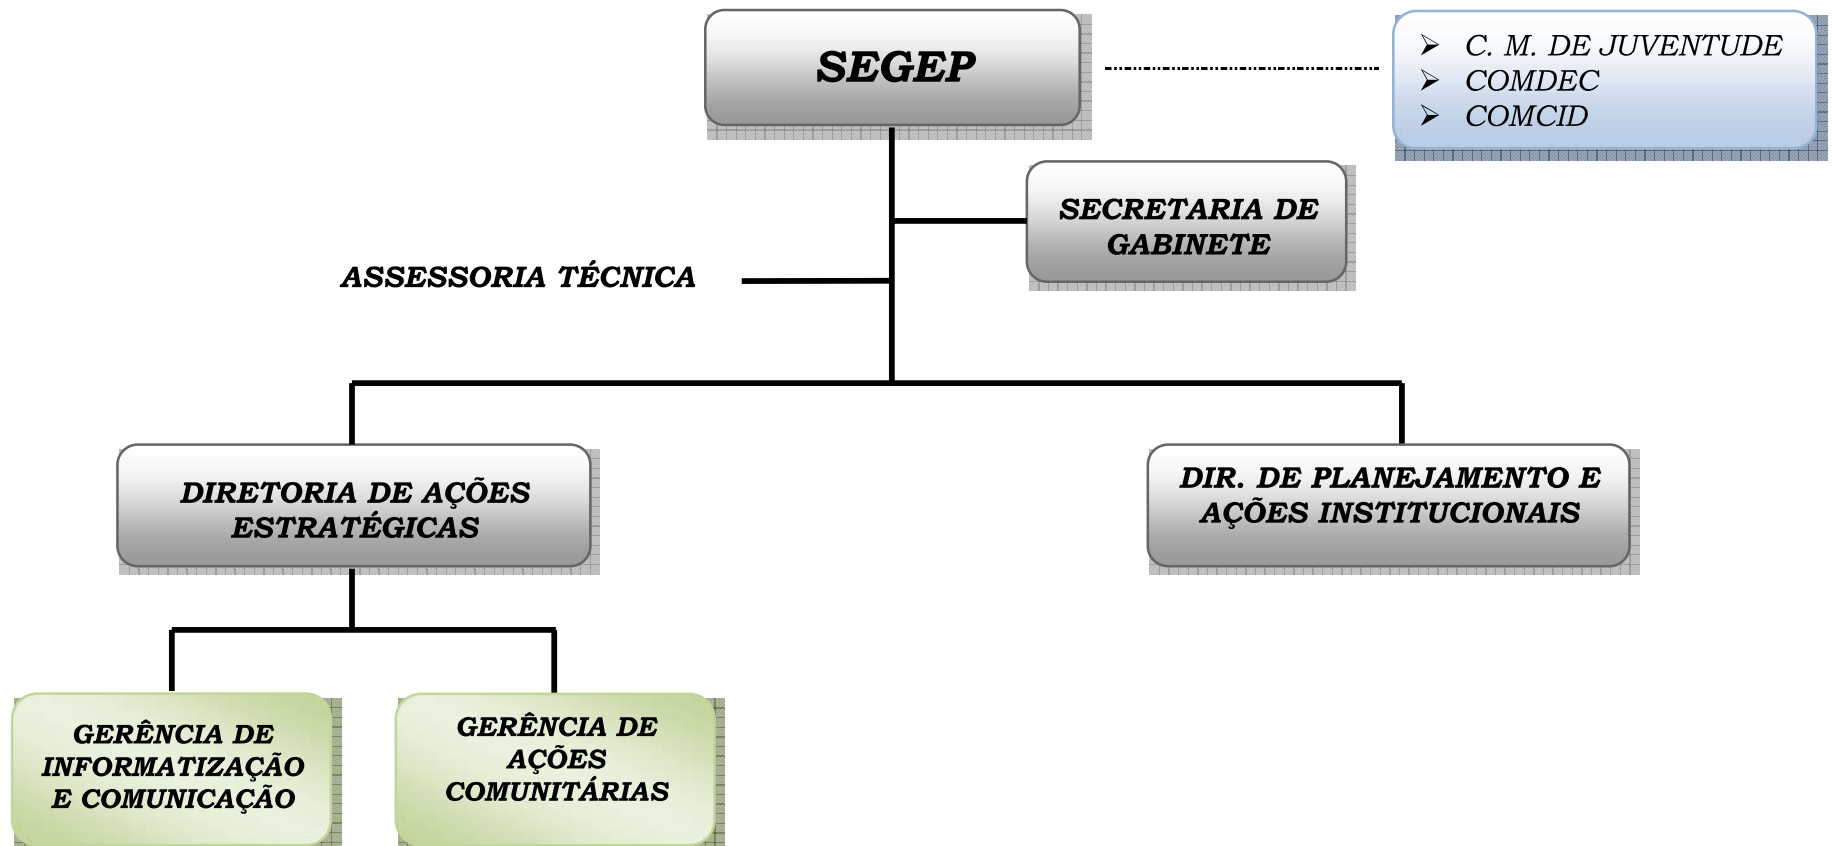 SEGEP
➢ C. M. DE JUVENTUDE
➢ COMDEC
➢ COMCID
SECRETARIA DE
GABINETE
ASSESSORIA TÉCNICA
DIRETORIA DE AÇÕES
ESTRATÉGICAS
DIR. DE PLANEJAMENTO E
AÇÕES INSTITUCIONAIS
GERÊNCIA DE
INFORMATIZAÇÃO
E COMUNICAÇÃO
GERÊNCIA DE
AÇÕES
COMUNITÁRIAS